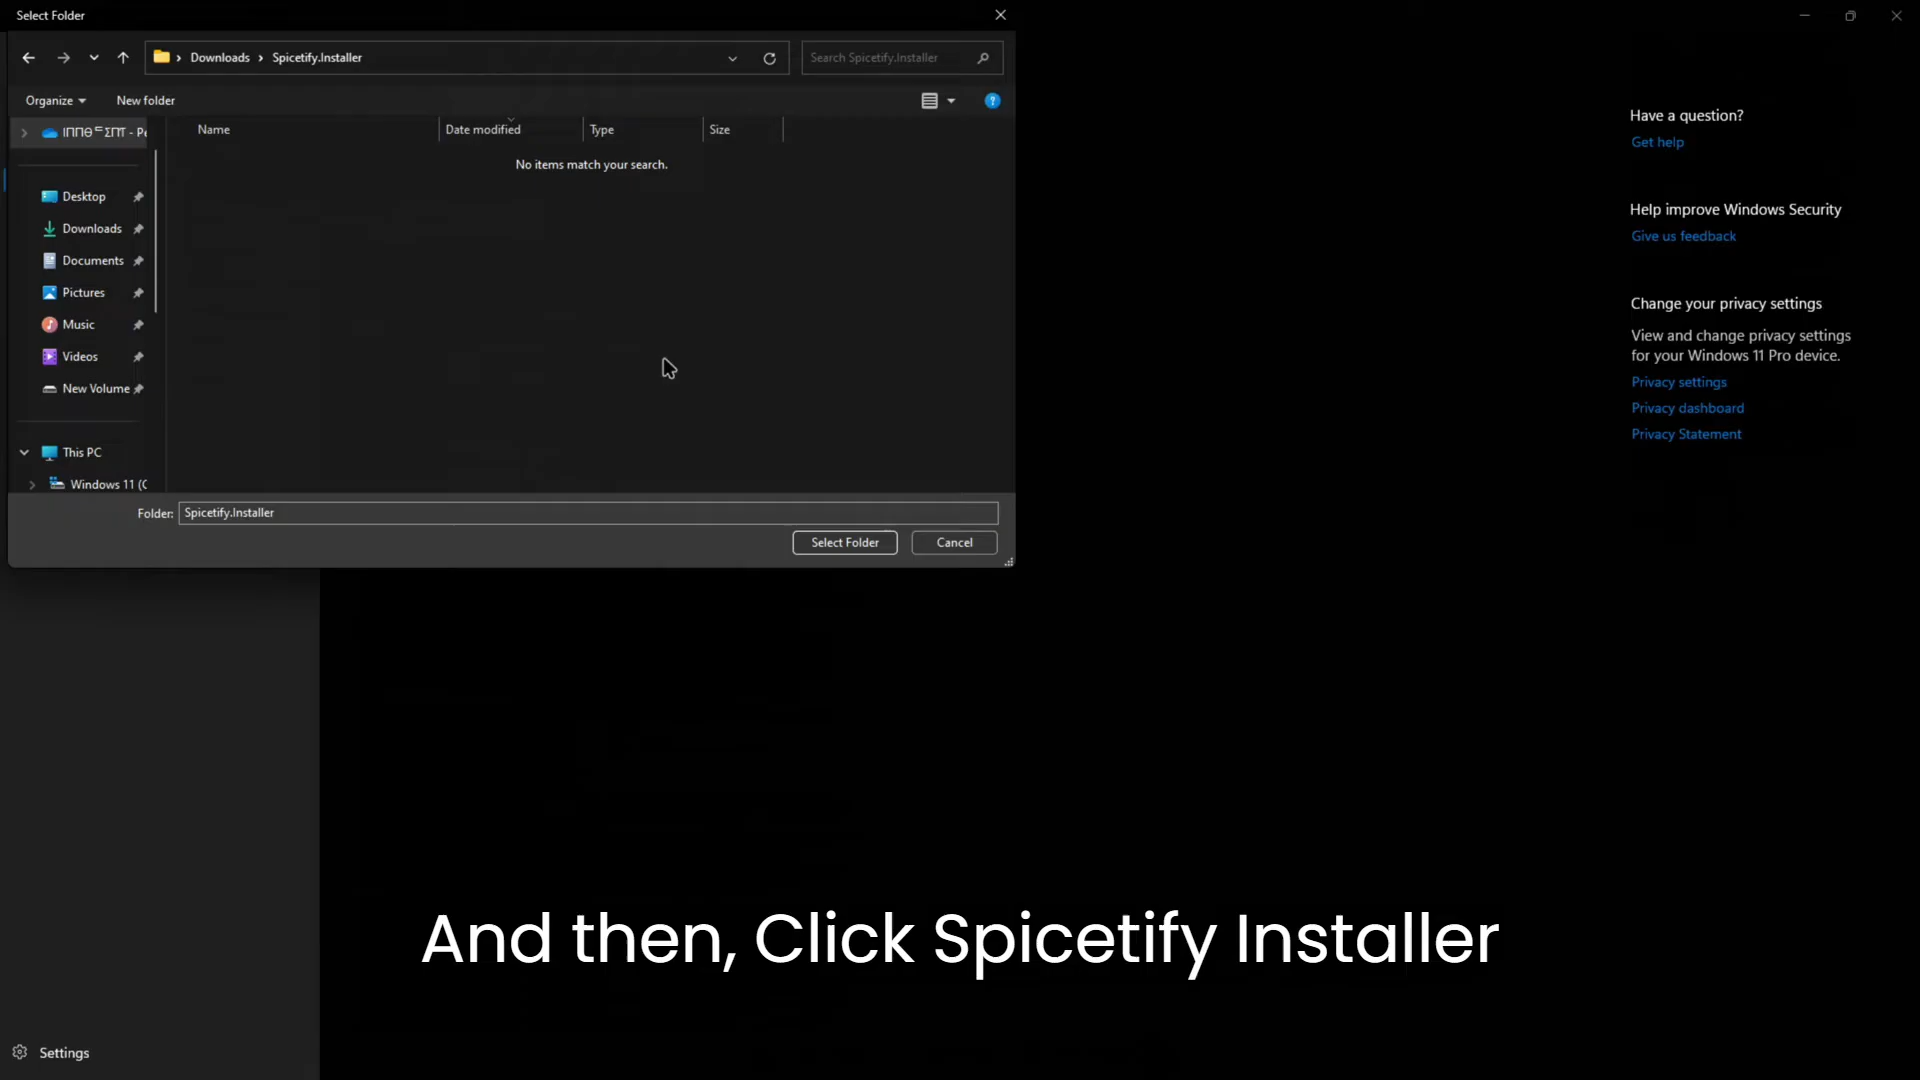 Select Folder
Downloads > Spicetify.Installer
Search Spicetify.Installer
Organize
New folder
Name
Date modified
Type
Size
No items match your search.
Desktop
Downloads
Documents
Pictures
Music
Videos
New Volume
This PC
Windows 11 (C
Folder: Spicetify.Installer
Select Folder
Cancel
Have a question?
Get help
Help improve Windows Security
Give us feedback
Change your privacy settings
View and change privacy settings
for your Windows 11 Pro device.
Privacy settings
Privacy dashboard
Privacy Statement
And then, Click Spicetify Installer
Settings